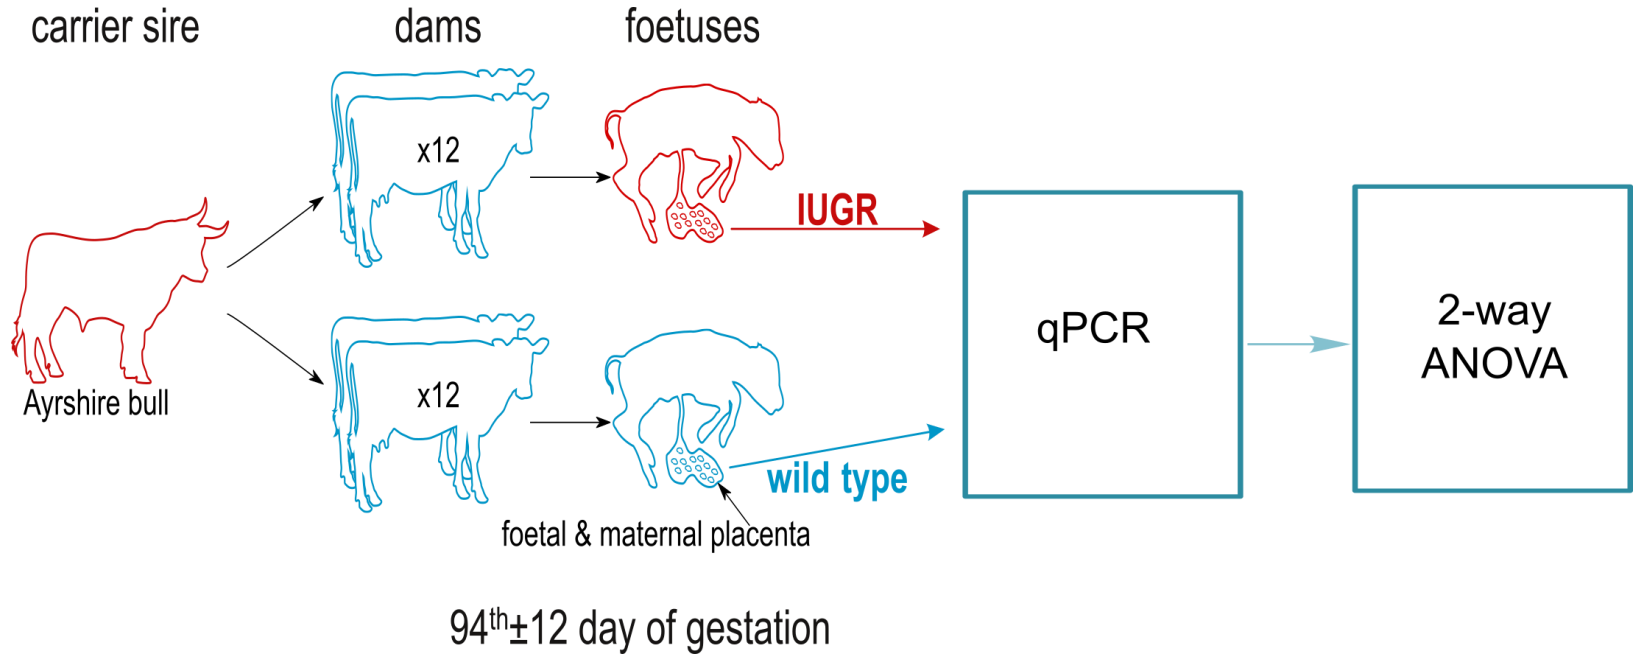 carrier sire
dams
foetuses
x12
IUGR
Ayrshire bull
x12
wild type
foetal & maternal placenta
94th±12 day of gestation
qPCR
2-way
ANOVA